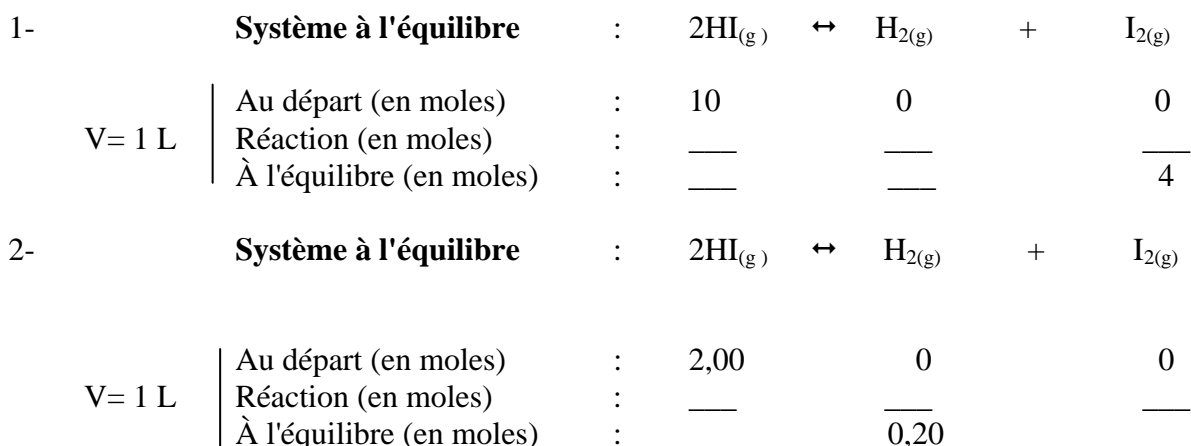 1- Système à l'équilibre : 2HI(g ) ↔ H2(g) + I2(g)
Au départ (en moles) : 10 0 0
V= 1 L Réaction (en moles) : ___ ___ ___
À l'équilibre (en moles) : ___ ___ 4
2- Système à l'équilibre : 2HI(g ) ↔ H2(g) + I2(g)
Au départ (en moles) : 2,00 0 0
V= 1 L Réaction (en moles) : ___ ___ ___
À l'équilibre (en moles) : 0,20